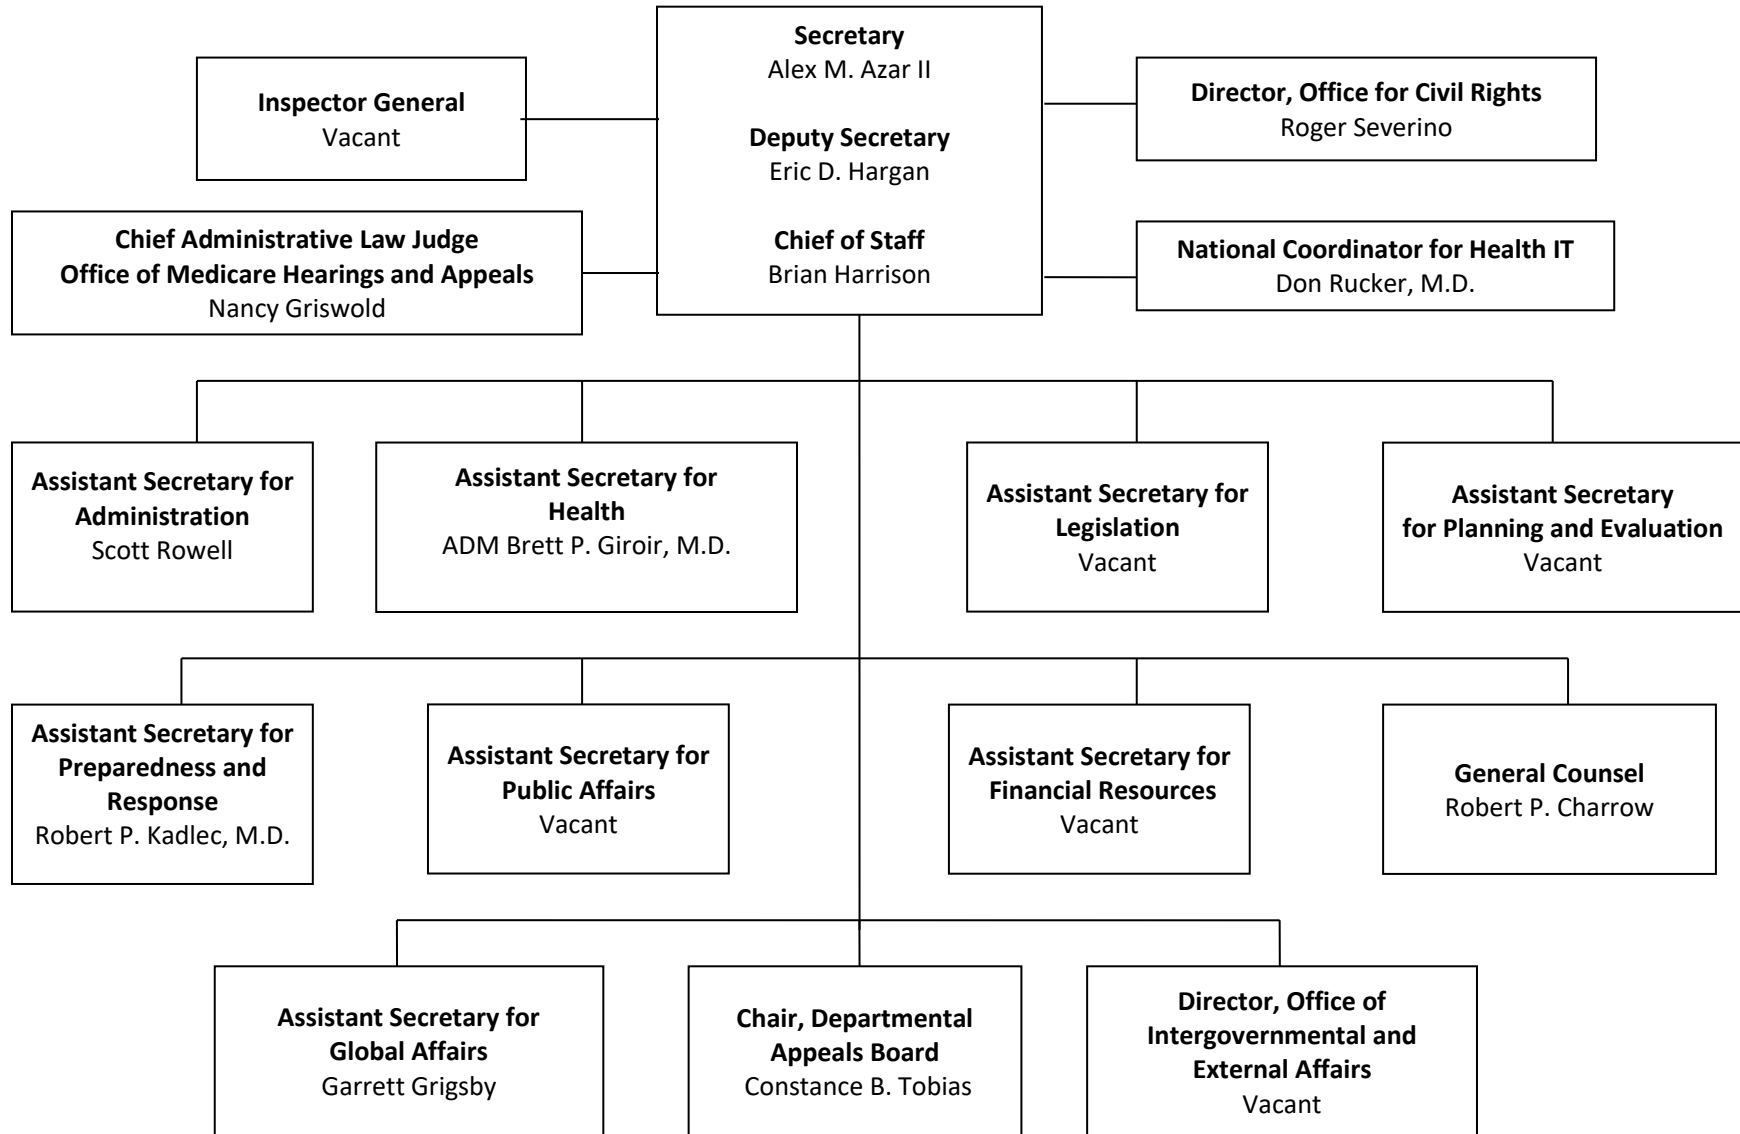 Secretary
Alex M. Azar II
Deputy Secretary
Eric D. Hargan
Chief of Staff
Brian Harrison
Inspector General
Vacant
Director, Office for Civil Rights
Roger Severino
Chief Administrative Law Judge
Office of Medicare Hearings and Appeals
Nancy Griswold
National Coordinator for Health IT
Don Rucker, M.D.
Assistant Secretary for
Administration
Scott Rowell
Assistant Secretary for
Health
ADM Brett P. Giroir, M.D.
Assistant Secretary for
Legislation
Vacant
Assistant Secretary
for Planning and Evaluation
Vacant
Assistant Secretary for
Preparedness and
Response
Robert P. Kadlec, M.D.
Assistant Secretary for
Public Affairs
Vacant
Assistant Secretary for
Financial Resources
Vacant
General Counsel
Robert P. Charrow
Assistant Secretary for
Global Affairs
Garrett Grigsby
Chair, Departmental
Appeals Board
Constance B. Tobias
Director, Office of
Intergovernmental and
External Affairs
Vacant